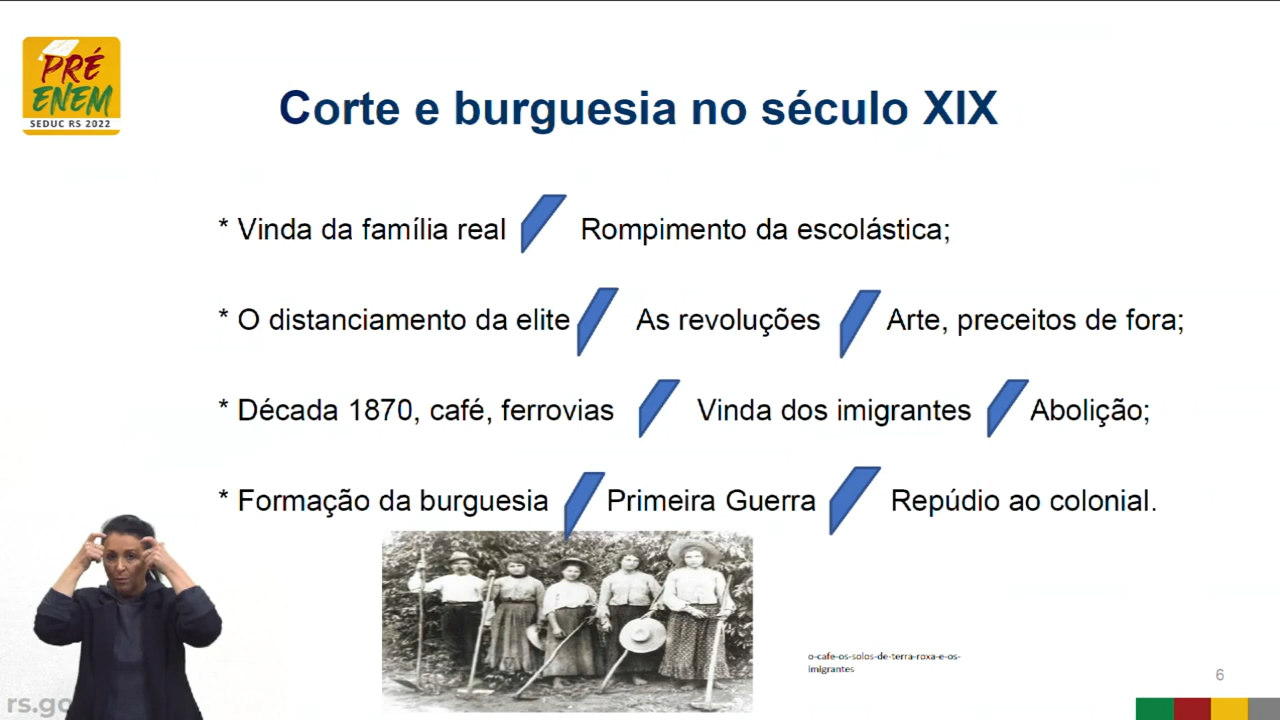 PRÉ
ENEM
SEDUC RS 2022
Corte e burguesia no século XIX
* Vinda da família real Rompimento da escolástica;
* O distanciamento da elite As revoluções Arte, preceitos de fora;
* Década 1870, café, ferrovias Vinda dos imigrantes Abolição;
* Formação da burguesia Primeira Guerra Repúdio ao colonial.
o-cafe-os-solos-de-terra-roxa-e-os-
imigrantes
6
rs.go